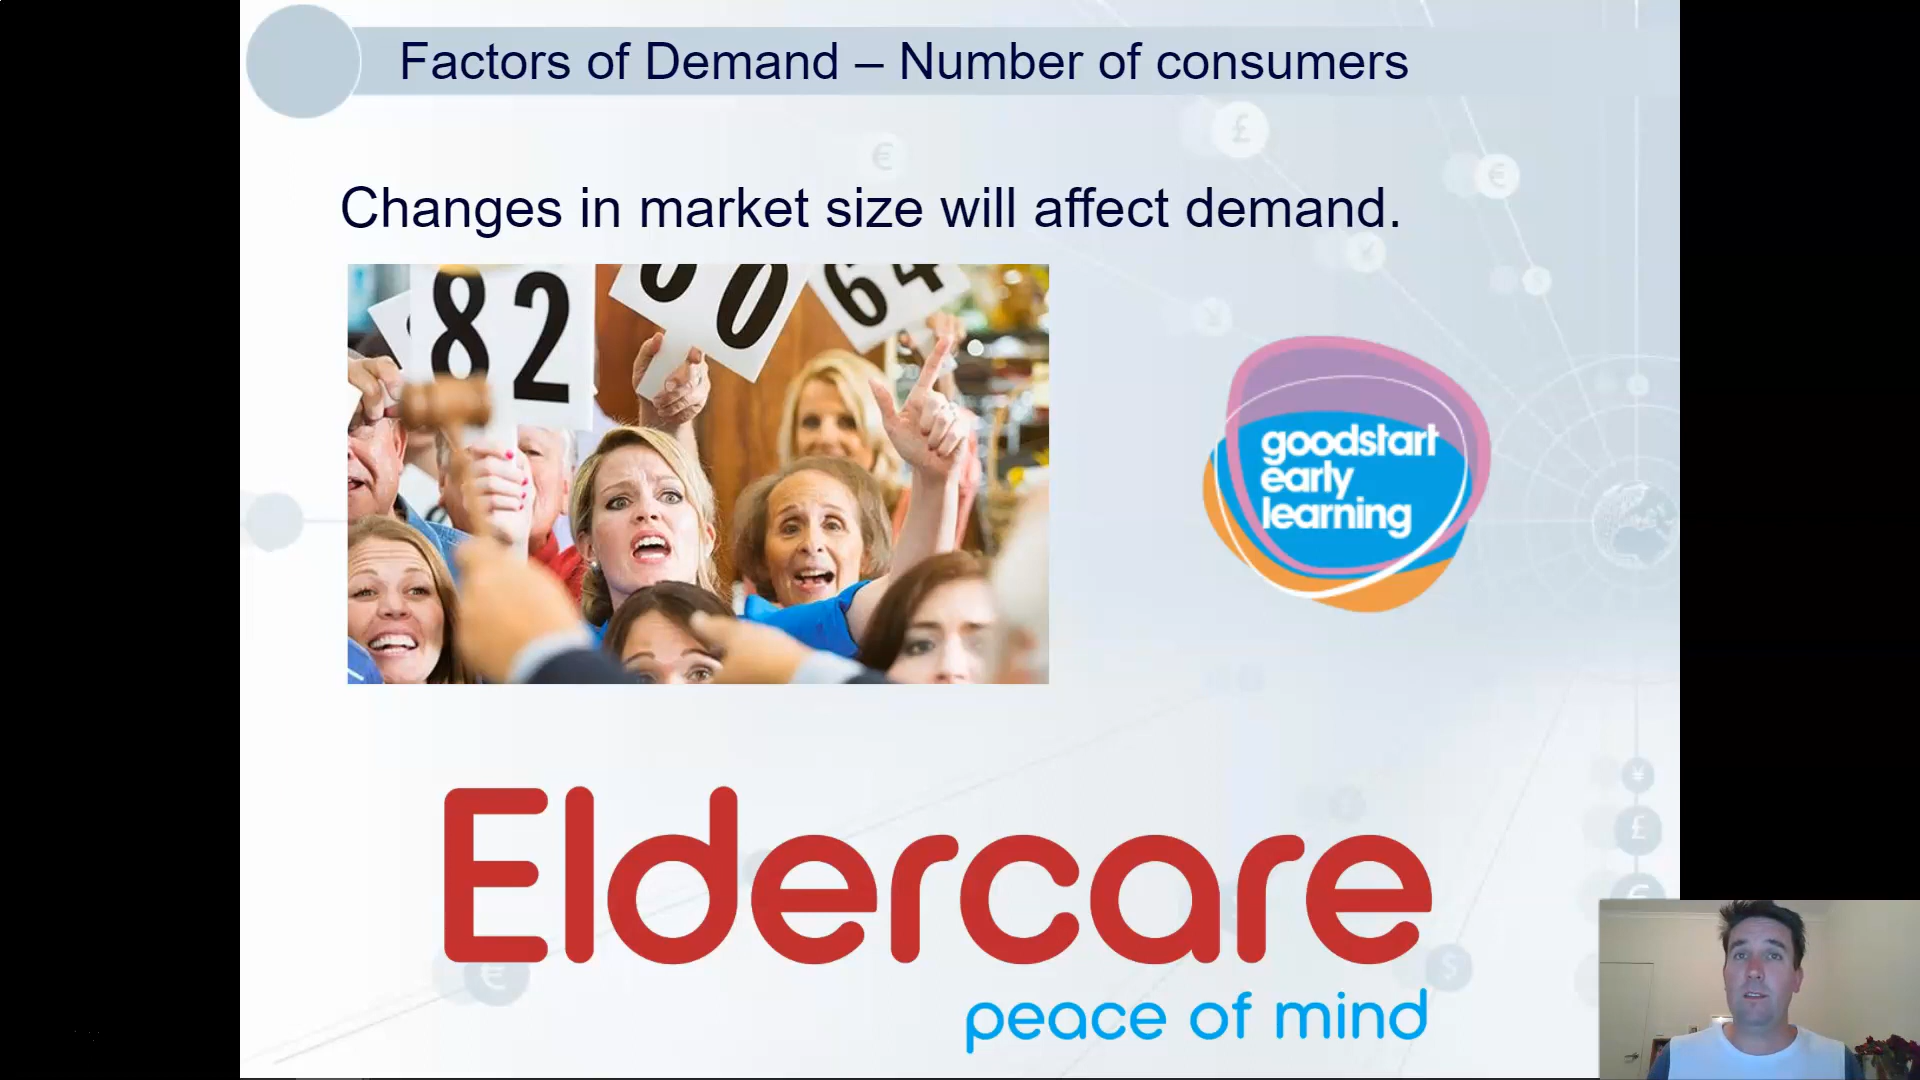 Factors of Demand – Number of consumers
Changes in market size will affect demand.
82
60
64
goodstart
early
learning
Eldercare
peace of mind